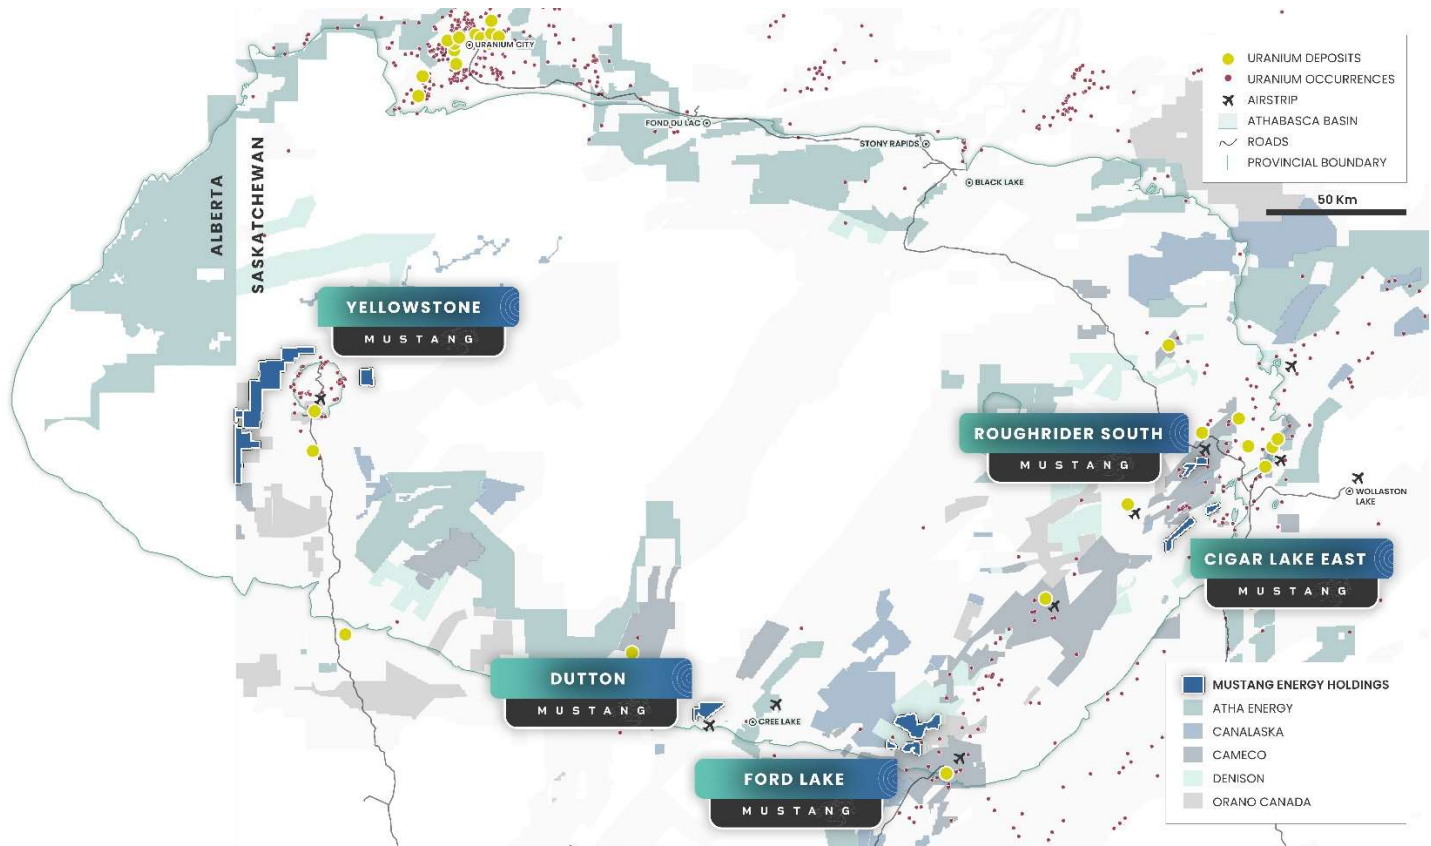 URANIUM CITY
URANIUM DEPOSITS
URANIUM OCCURRENCES
AIRSTRIP
ATHABASCA BASIN
ROADS
PROVINCIAL BOUNDARY
50 Km
FOND DU LAC
STONY RAPIDS
BLACK LAKE
ALBERTA
SASKATCHEWAN
YELLOWSTONE
MUSTANG
ROUGHRIDER SOUTH
MUSTANG
WOLLASTON
LAKE
CIGAR LAKE EAST
MUSTANG
DUTTON
MUSTANG
CREE LAKE
FORD LAKE
MUSTANG
MUSTANG ENERGY HOLDINGS
ATHA ENERGY
CANALASKA
CAMECO
DENISON
ORANO CANADA